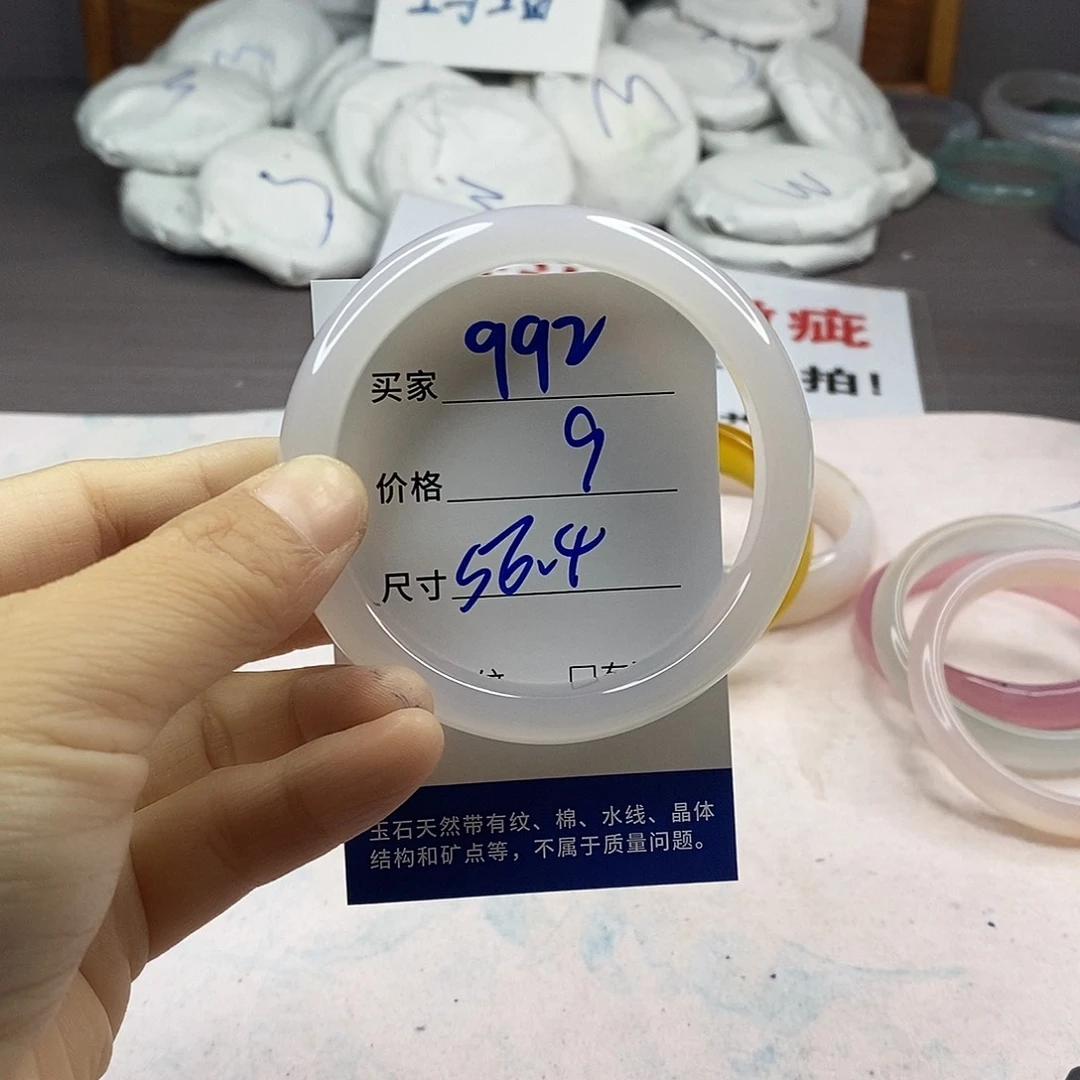 疵
拍！
买家 992
价格 9
尺寸 56.4
玉石天然带有纹、棉、水线、晶体
结构和矿点等，不属于质量问题。